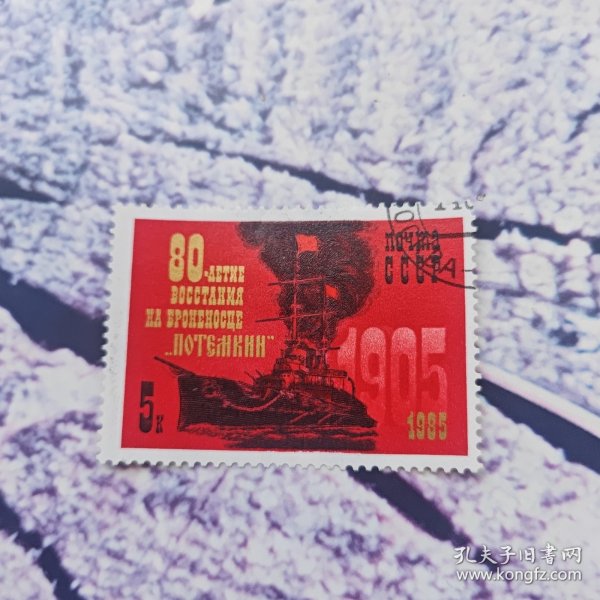 80-ЛЕТИЕ
ВОССТАНИЯ
НА БРОНЕНОСЦЕ
„ПОТЕМКИН"
почта
СССР
1905
1985
5к
孔夫子旧书网
www.kongfz.com